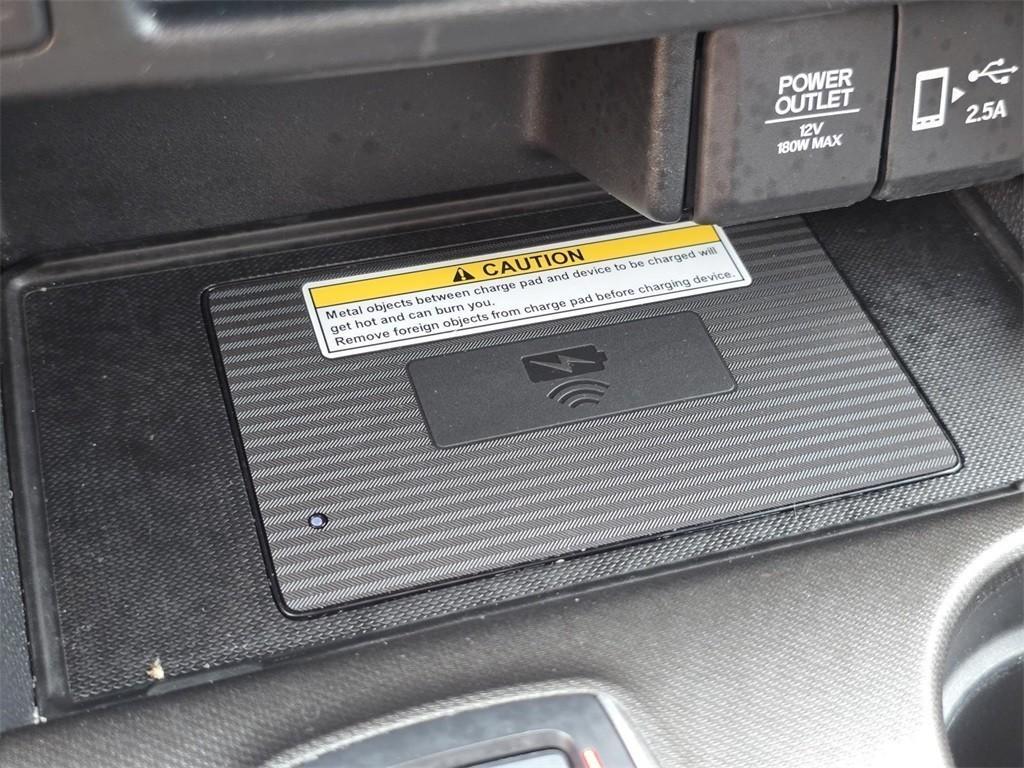 POWER
OUTLET
12V
180W MAX
2.5A
CAUTION
Metal objects between charge pad and device to be charged will
get hot and can burn you.
Remove foreign objects from charge pad before charging device.